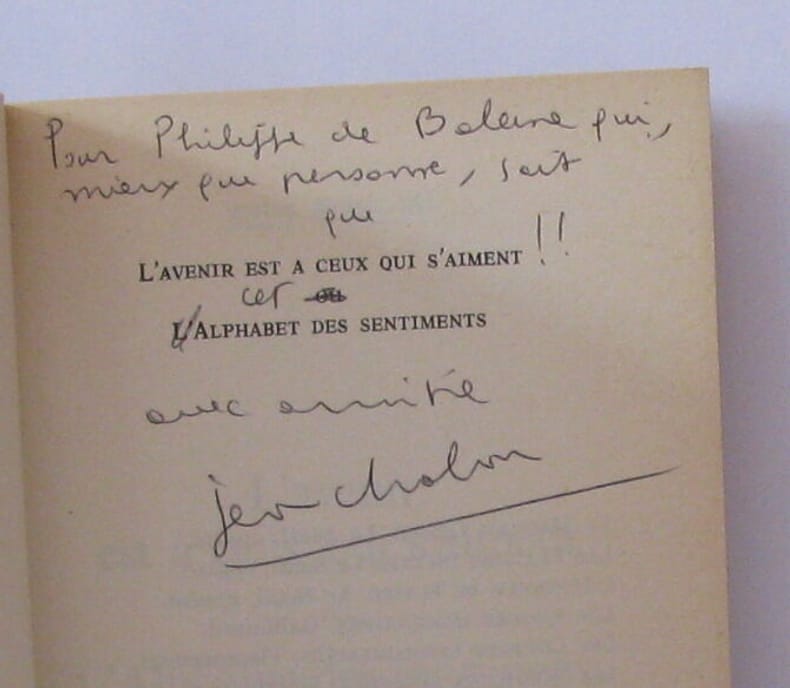 Pour Philippe de Baleine qui,
mieux que personne, sait
que
L'AVENIR EST A CEUX QUI S'AIMENT !!
cet ou
L'ALPHABET DES SENTIMENTS
avec amitié
jean chalon